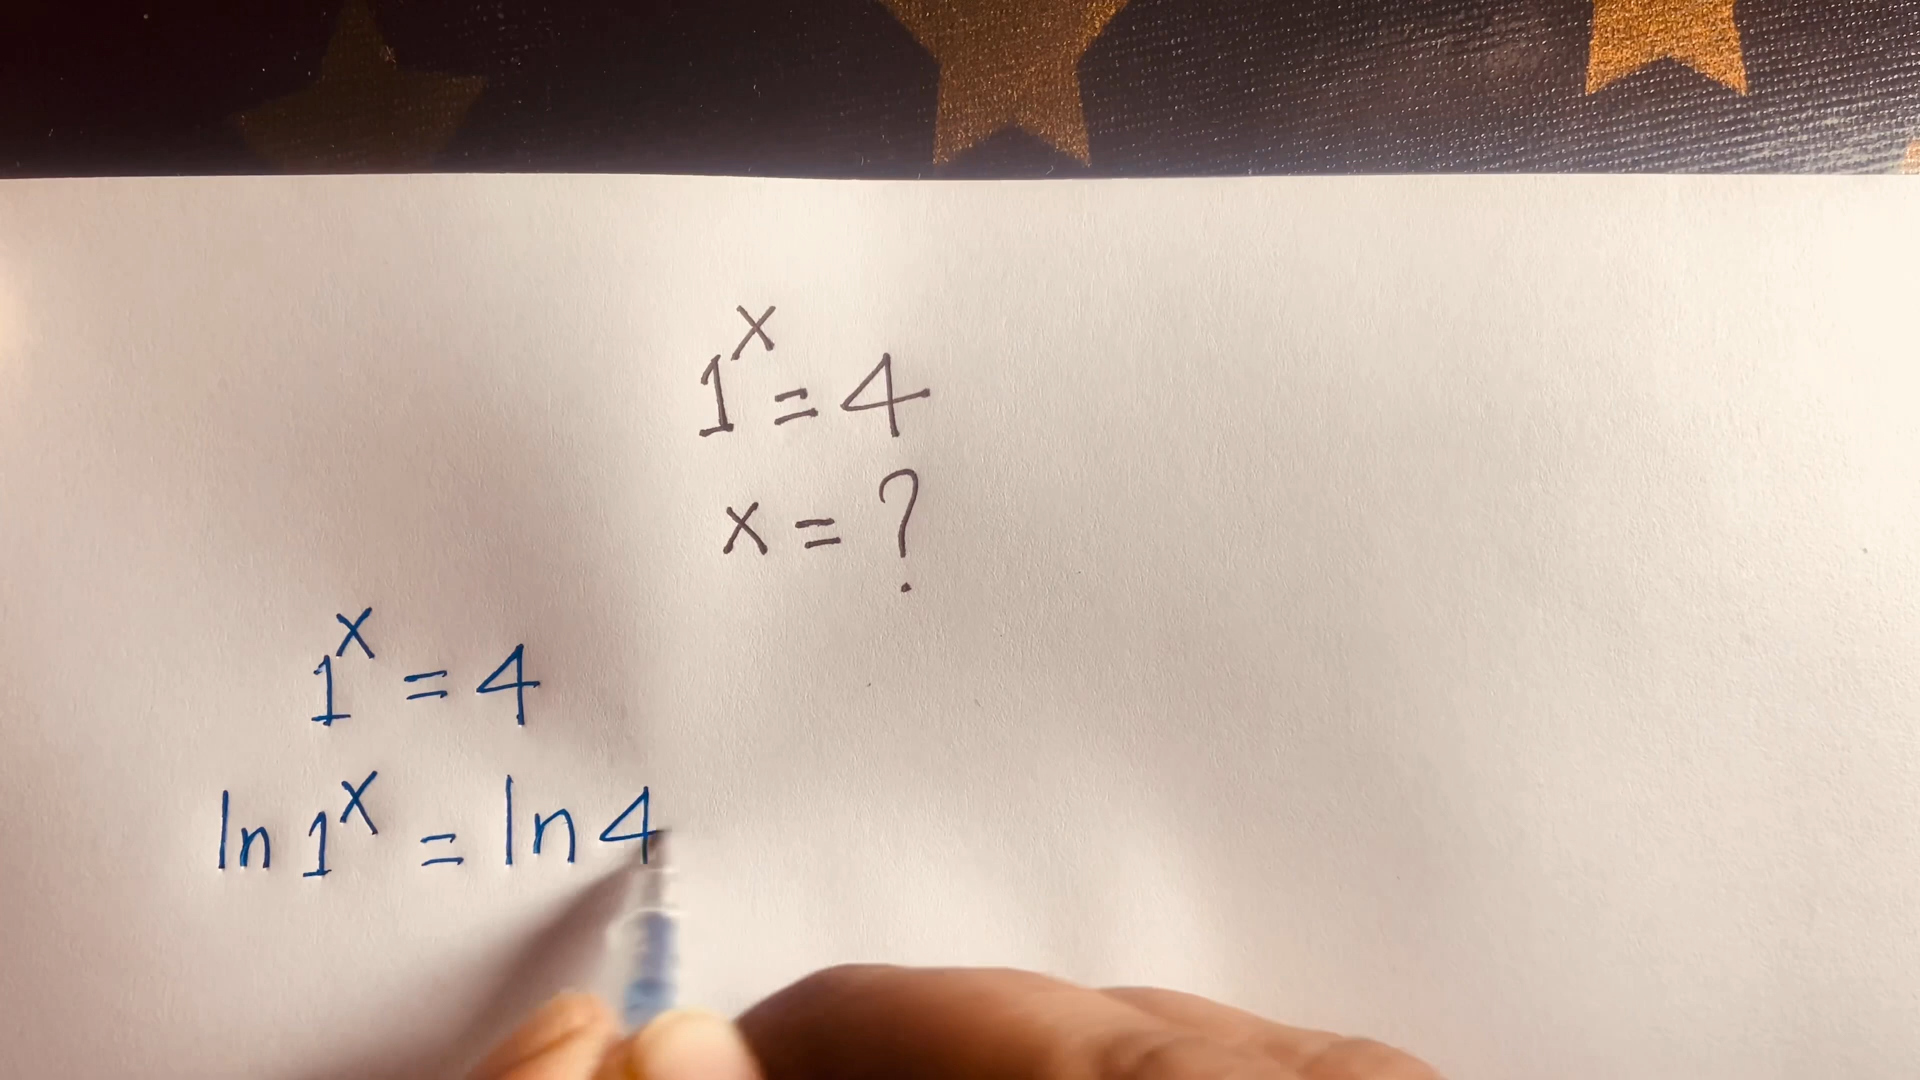 1^x = 4
x = ?
1^x = 4
ln 1^x = ln 4